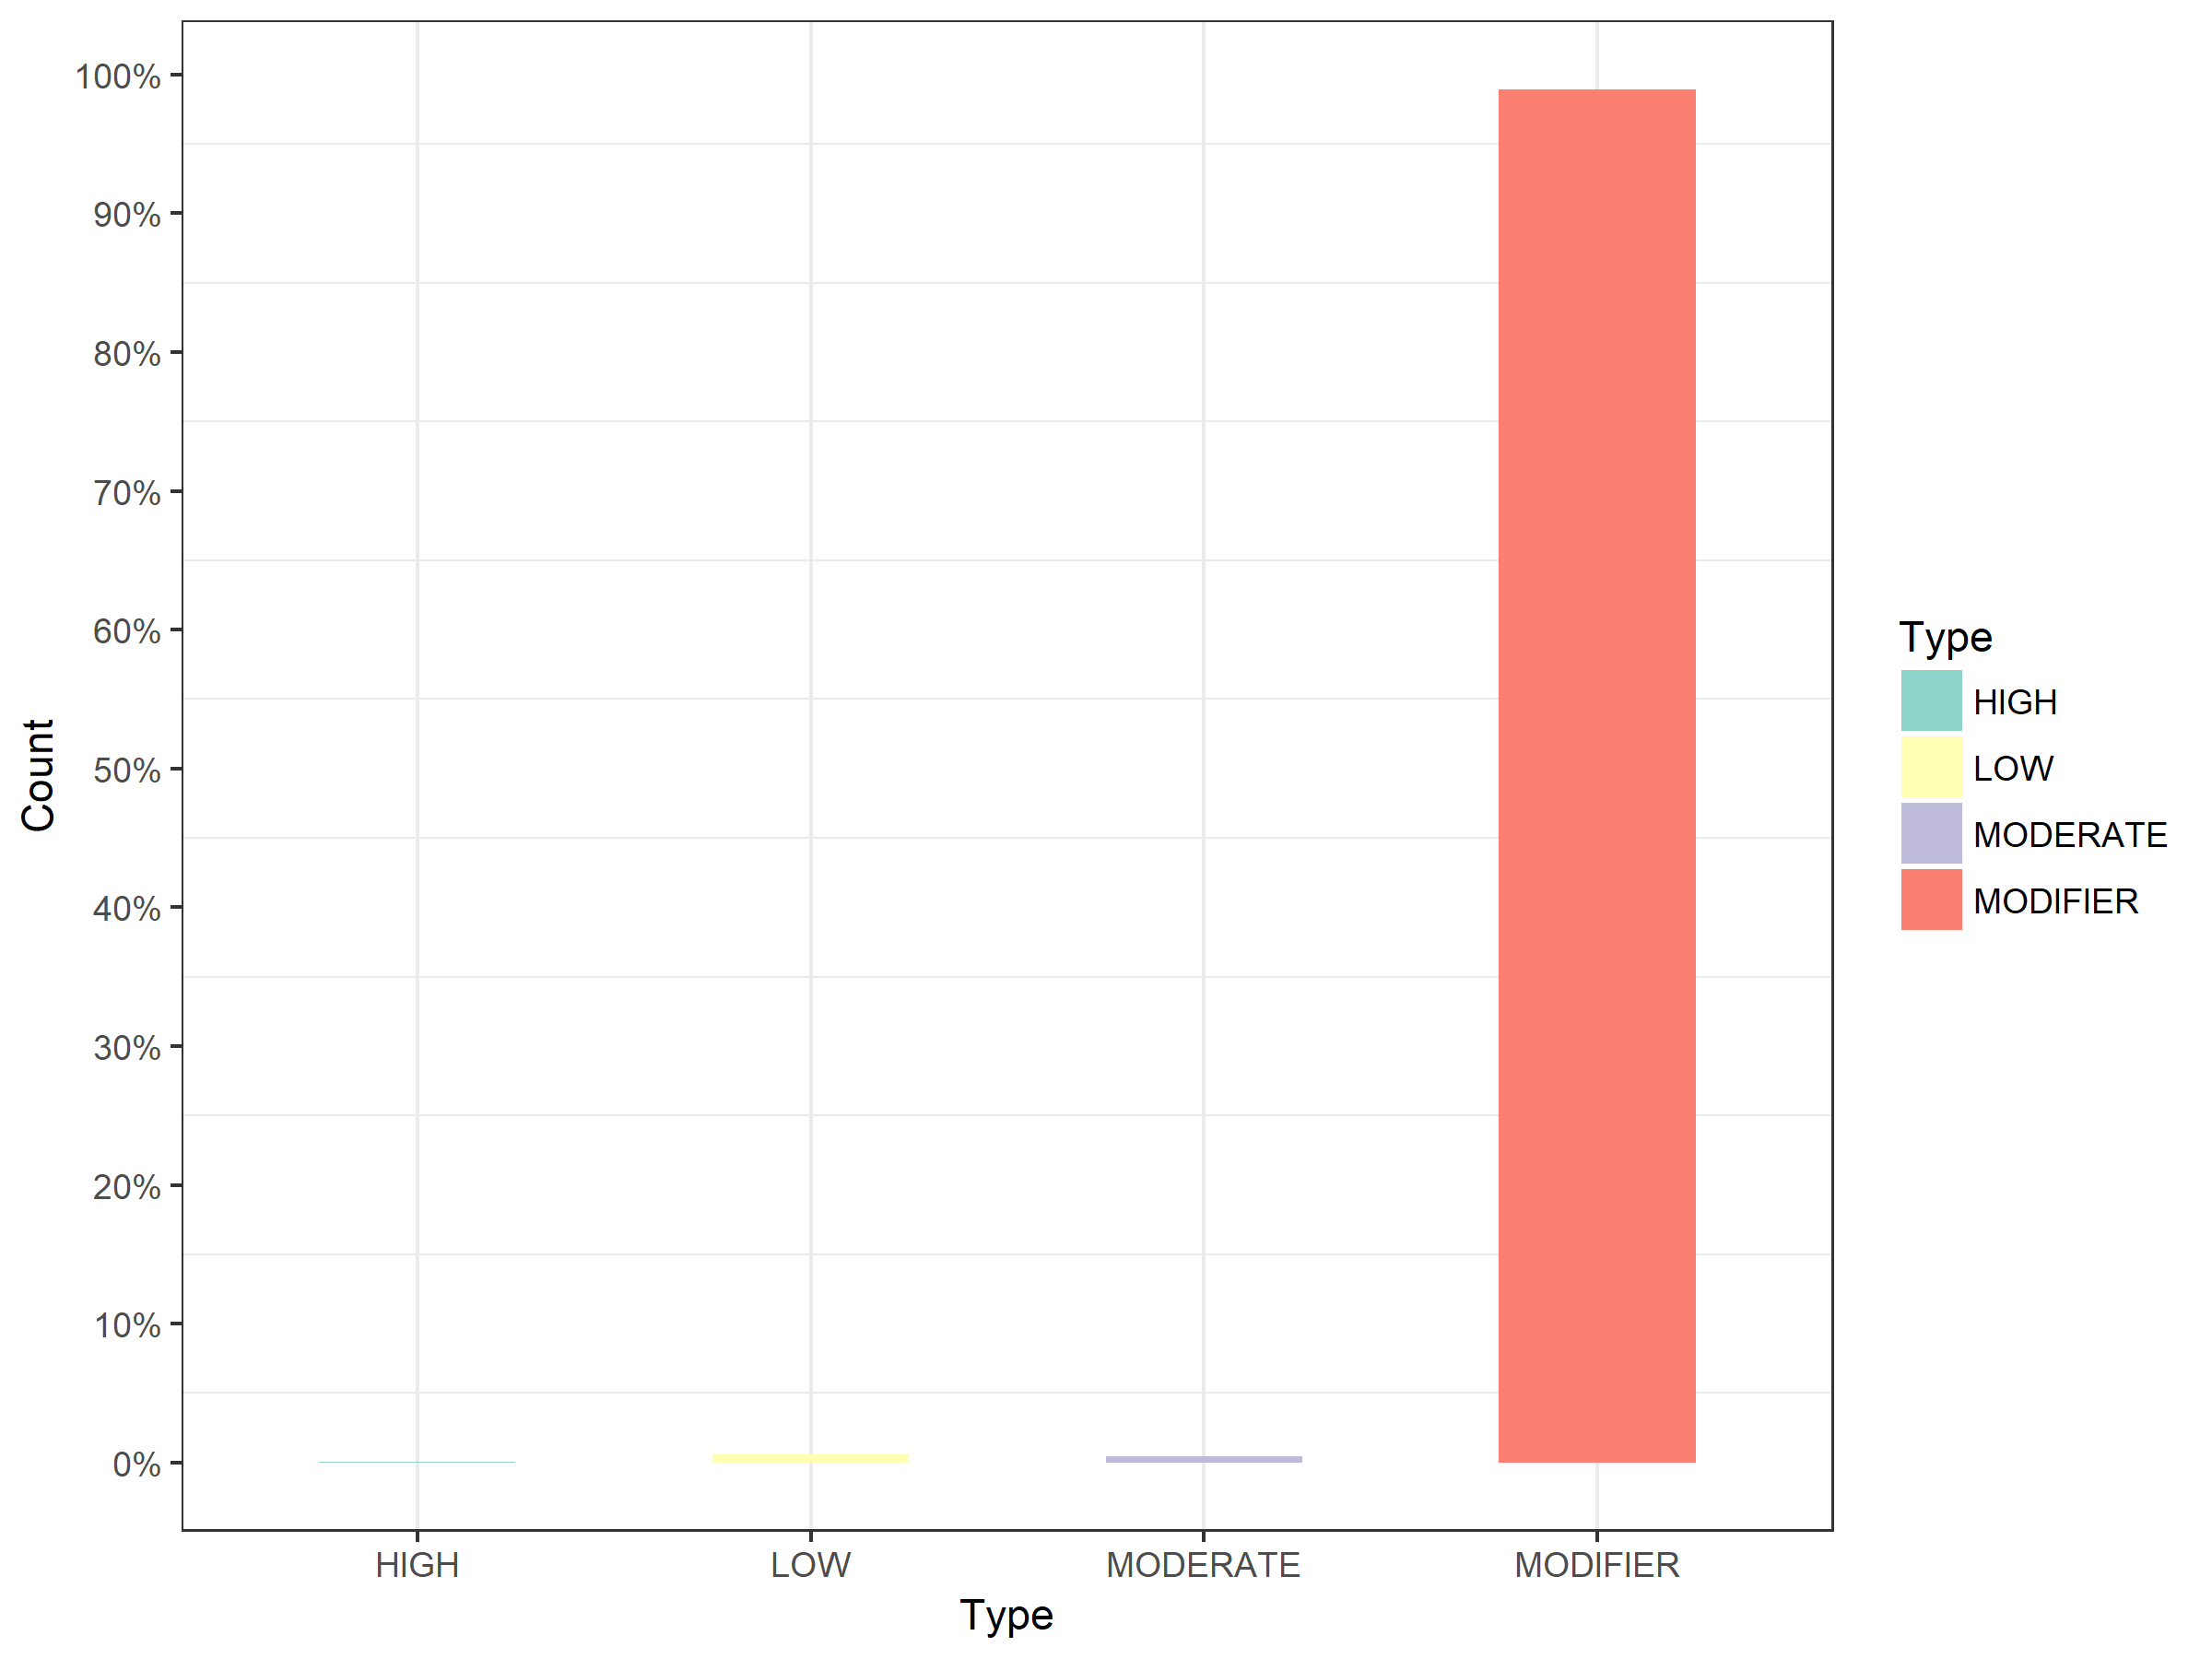 100%
90%
80%
70%
60%
50%
40%
30%
20%
10%
0%
Count
HIGH
LOW
MODERATE
MODIFIER
Type
Type
HIGH
LOW
MODERATE
MODIFIER